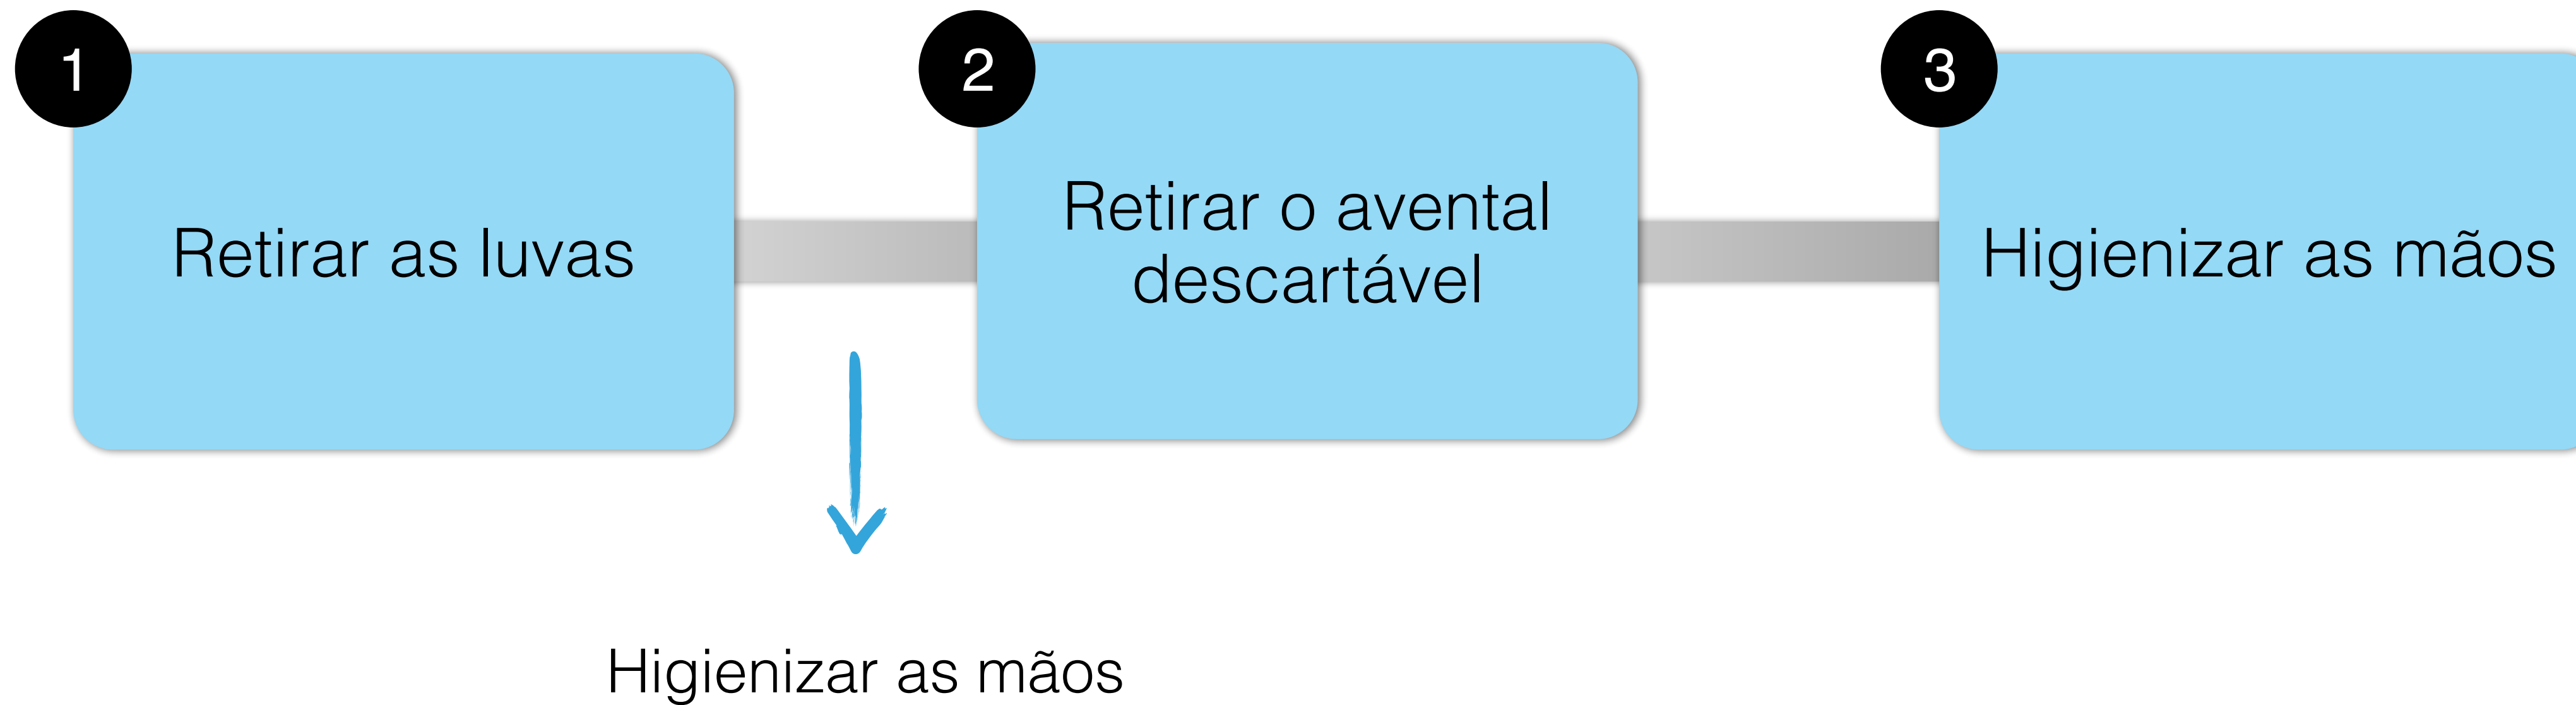 1
Retirar as luvas
2
Retirar o avental
descartável
3
Higienizar as mãos
Higienizar as mãos